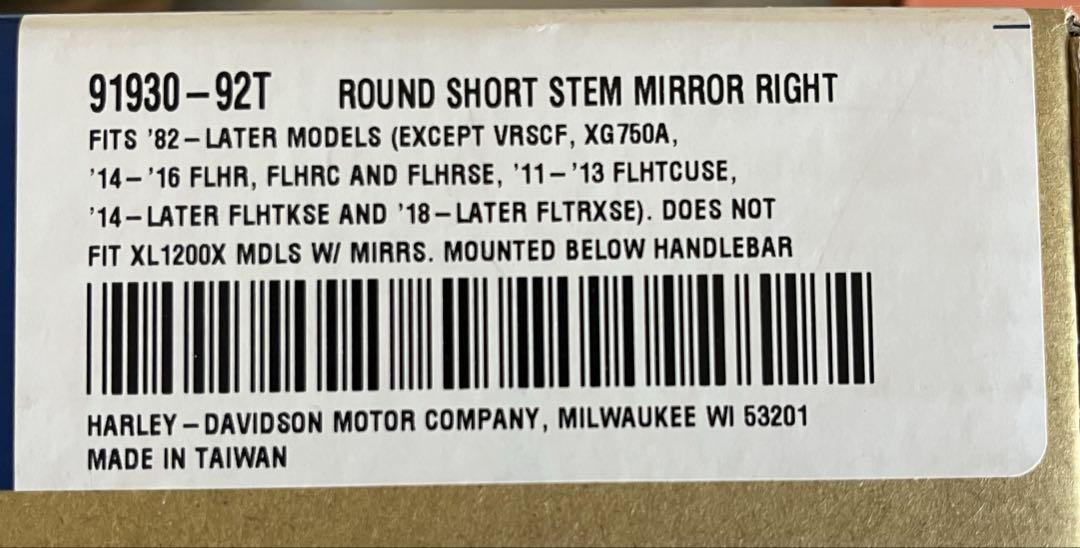 91930-92T ROUND SHORT STEM MIRROR RIGHT
FITS '82-LATER MODELS (EXCEPT VRSCF, XG750A,
'14-'16 FLHR, FLHRC AND FLHRSE, '11-'13 FLHTCUSE,
'14-LATER FLHTKSE AND '18-LATER FLTRXSE). DOES NOT
FIT XL1200X MDLS W/ MIRRS. MOUNTED BELOW HANDLEBAR
HARLEY-DAVIDSON MOTOR COMPANY, MILWAUKEE WI 53201
MADE IN TAIWAN